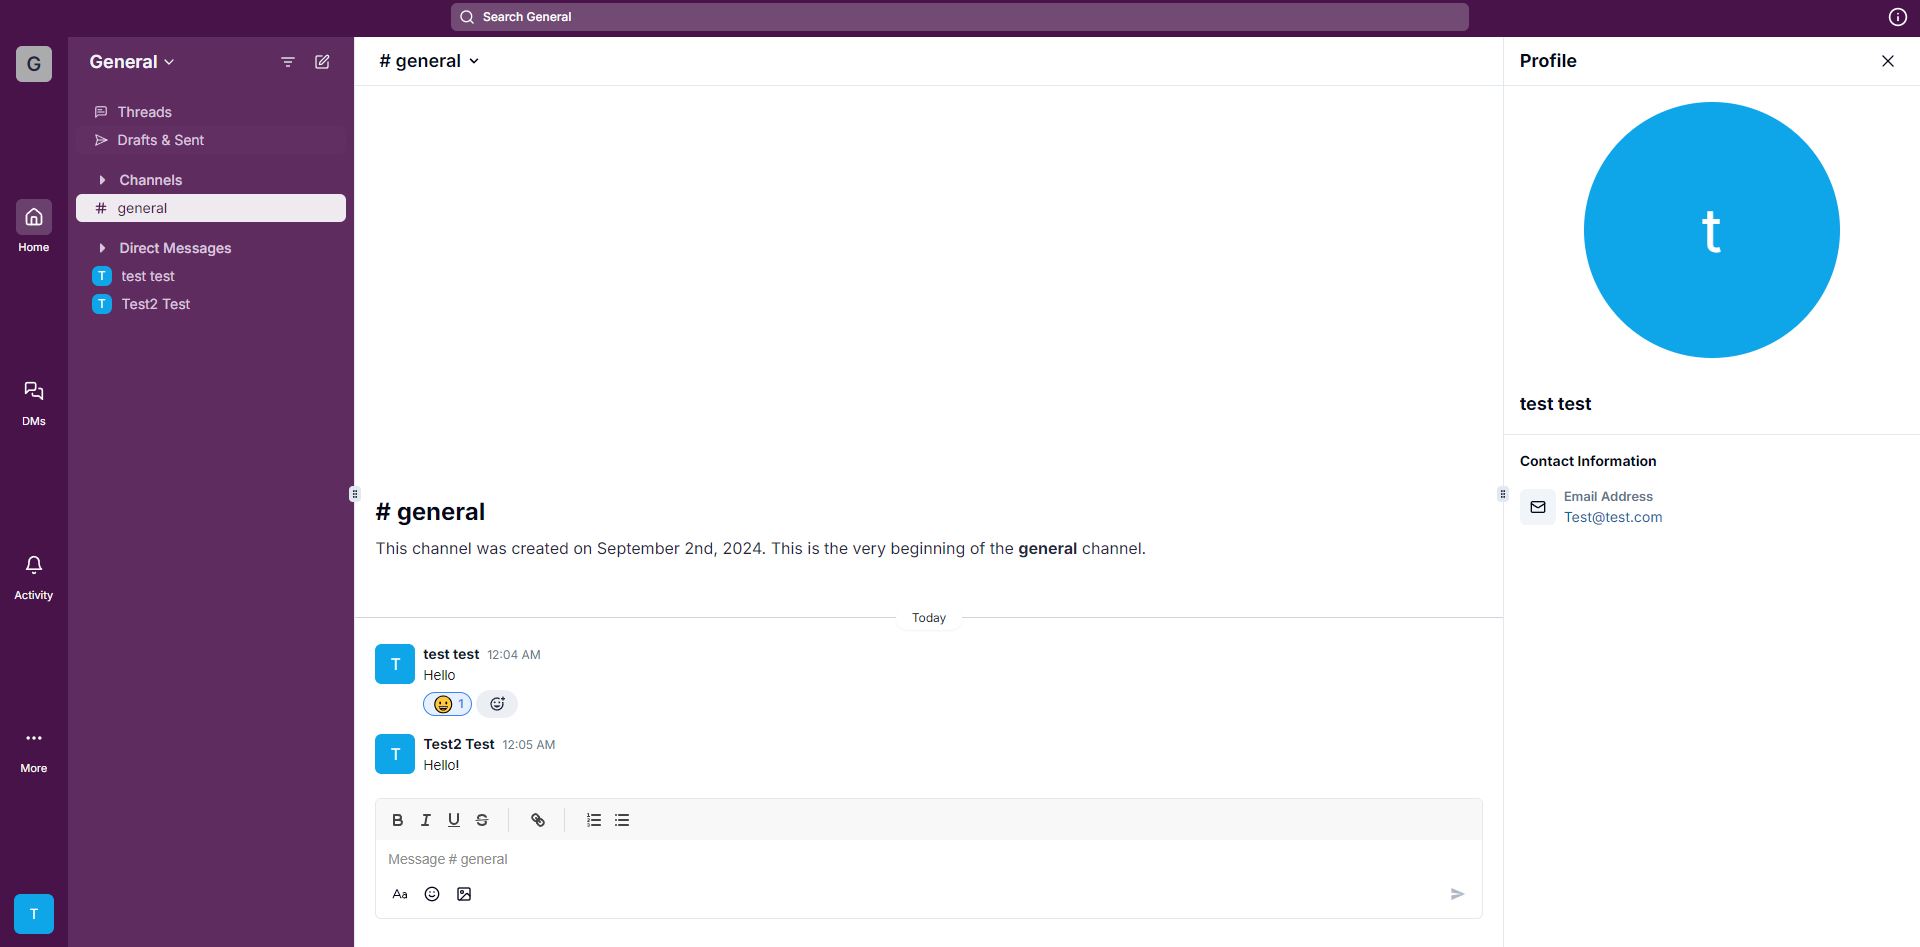 Search General
G
General
Threads
Drafts & Sent
Channels
# general
Direct Messages
T test test
T Test2 Test
Home
DMs
Activity
More
T
# general
# general
This channel was created on September 2nd, 2024. This is the very beginning of the general channel.
Today
T
test test 12:04 AM
Hello
1
T
Test2 Test 12:05 AM
Hello!
B I U S
Message # general
Aa
Profile
t
test test
Contact Information
Email Address
Test@test.com